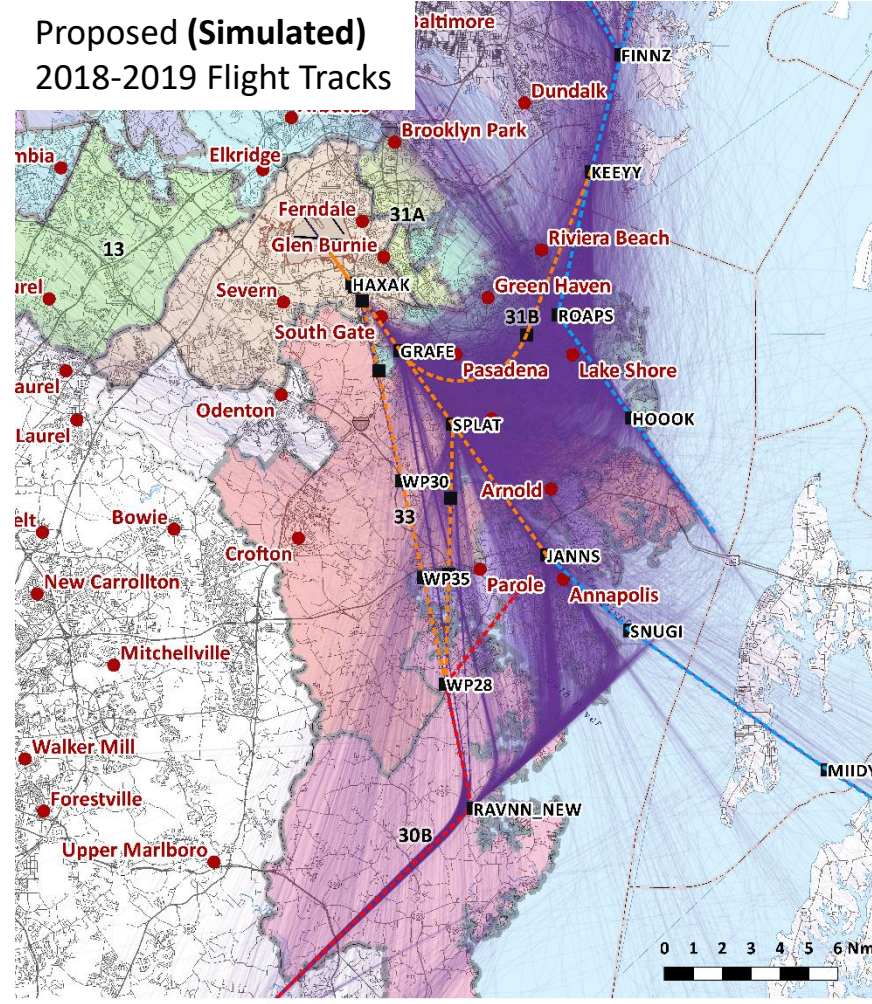 Proposed (Simulated)
2018-2019 Flight Tracks
Baltimore
FINNZ
Dundalk
Brooklyn Park
Elkridge
KEEYY
Ferndale
31A
13
Glen Burnie
Riviera Beach
HAXAK
Severn
Green Haven
South Gate
31B
ROAPS
GRAFE
Pasadena
Lake Shore
Odenton
Laurel
SPLAT
HOOOK
WP30
Arnold
33
Bowie
Crofton
JANNS
New Carrollton
WP35
Parole
Annapolis
SNUGI
Mitchellville
WP28
Walker Mill
MIIDY
Forestville
RAVNN_NEW
30B
Upper Marlboro
0 1 2 3 4 5 6 Nm